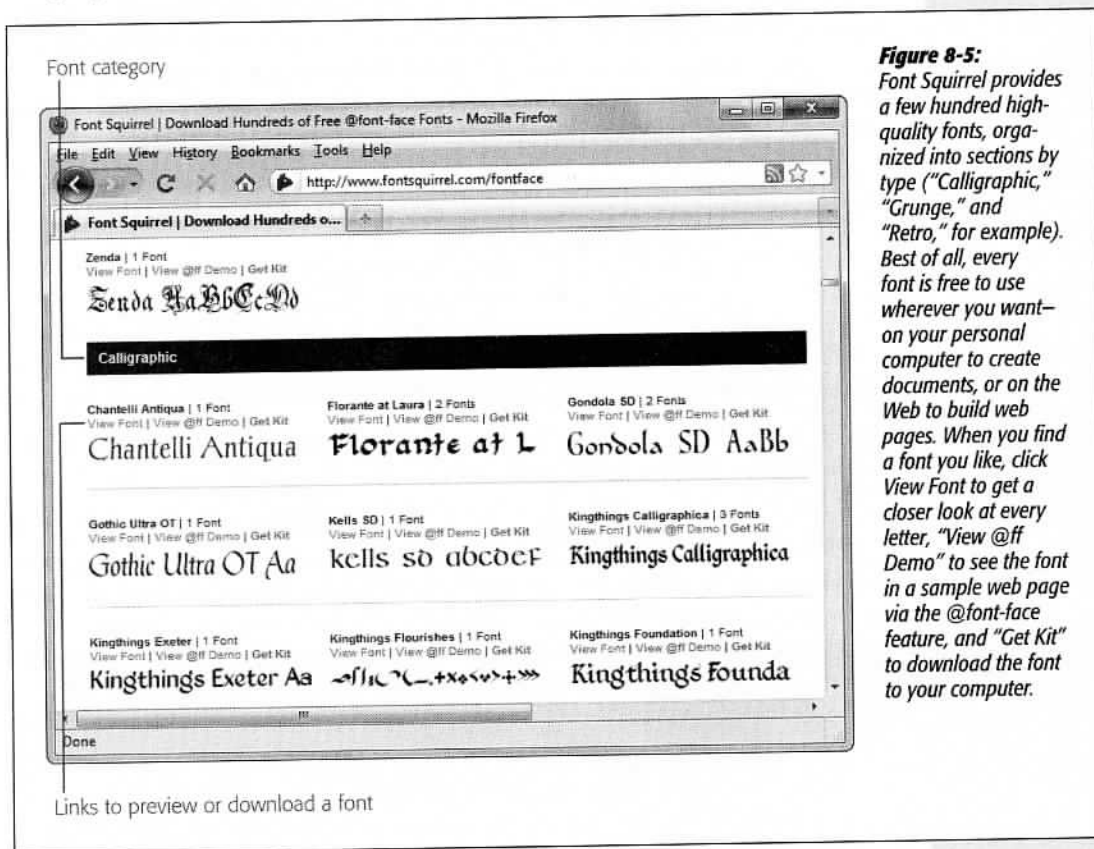 Font category
Font Squirrel | Download Hundreds of Free @font-face Fonts - Mozilla Firefox
File Edit View History Bookmarks Tools Help
http://www.fontsquirrel.com/fontface
Font Squirrel | Download Hundreds o...
Zenda | 1 Font
View Font | View @ff Demo | Get Kit
Zenda AaBbCcDd
Calligraphic
Chantelli Antiqua | 1 Font
View Font | View @ff Demo | Get Kit
Chantelli Antiqua
Florante at Laura | 2 Fonts
View Font | View @ff Demo | Get Kit
Florante at L
Gondola SD | 2 Fonts
View Font | View @ff Demo | Get Kit
Gondola SD AaBb
Gothic Ultra OT | 1 Font
View Font | View @ff Demo | Get Kit
Gothic Ultra OT Aa
Kells SD | 1 Font
View Font | View @ff Demo | Get Kit
kells sd abcdef
Kingthings Calligraphica | 3 Fonts
View Font | View @ff Demo | Get Kit
Kingthings Calligraphica
Kingthings Exeter | 1 Font
View Font | View @ff Demo | Get Kit
Kingthings Exeter Aa
Kingthings Flourishes | 1 Font
View Font | View @ff Demo | Get Kit
Kingthings Foundation | 1 Font
View Font | View @ff Demo | Get Kit
Kingthings Founda
Done
Links to preview or download a font
Figure 8-5:
Font Squirrel provides
a few hundred high-
quality fonts, orga-
nized into sections by
type ("Calligraphic,"
"Grunge," and
"Retro," for example).
Best of all, every
font is free to use
wherever you want—
on your personal
computer to create
documents, or on the
Web to build web
pages. When you find
a font you like, click
View Font to get a
closer look at every
letter, "View @ff
Demo" to see the font
in a sample web page
via the @font-face
feature, and "Get Kit"
to download the font
to your computer.